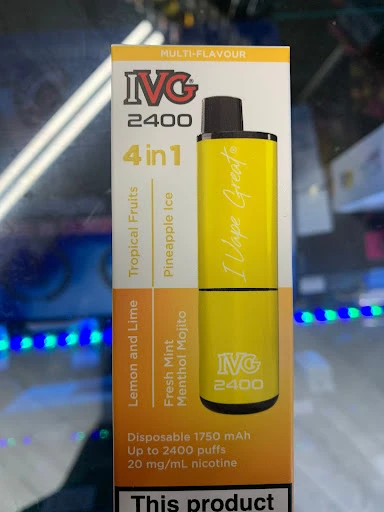 MULTI-FLAVOUR
IVG®
2400
4 in 1
Tropical Fruits
Pineapple Ice
Lemon and Lime
Fresh Mint
Menthol Mojito
I Vape Great®
IVG
2400
Disposable 1750 mAh
Up to 2400 puffs
20 mg/mL nicotine
This product